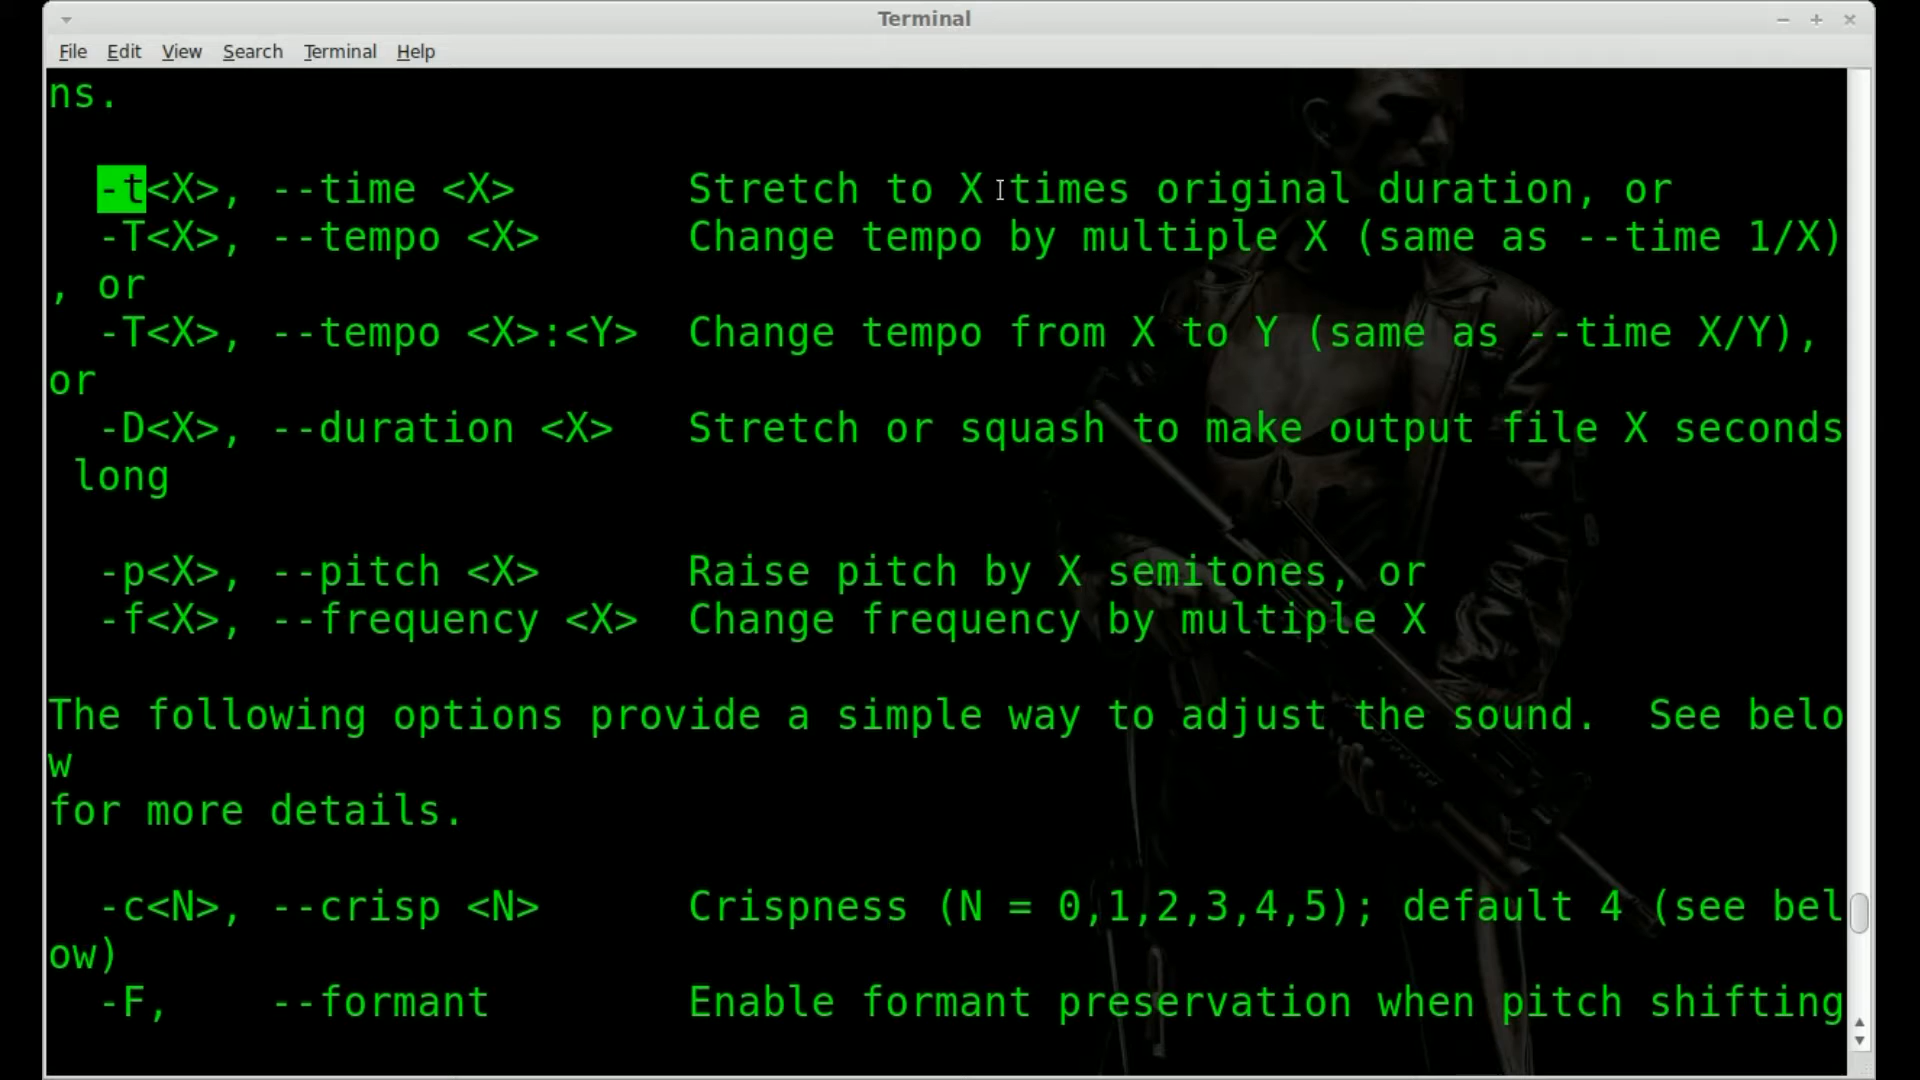 Terminal
File Edit View Search Terminal Help
ns.
-t<X>, --time <X>       Stretch to X times original duration, or
-T<X>, --tempo <X>      Change tempo by multiple X (same as --time 1/X)
, or
-T<X>, --tempo <X>:<Y>  Change tempo from X to Y (same as --time X/Y),
or
-D<X>, --duration <X>   Stretch or squash to make output file X seconds
long
-p<X>, --pitch <X>      Raise pitch by X semitones, or
-f<X>, --frequency <X>  Change frequency by multiple X
The following options provide a simple way to adjust the sound.  See belo
w
for more details.
-c<N>, --crisp <N>      Crispness (N = 0,1,2,3,4,5); default 4 (see bel
ow)
-F,    --formant        Enable formant preservation when pitch shifting